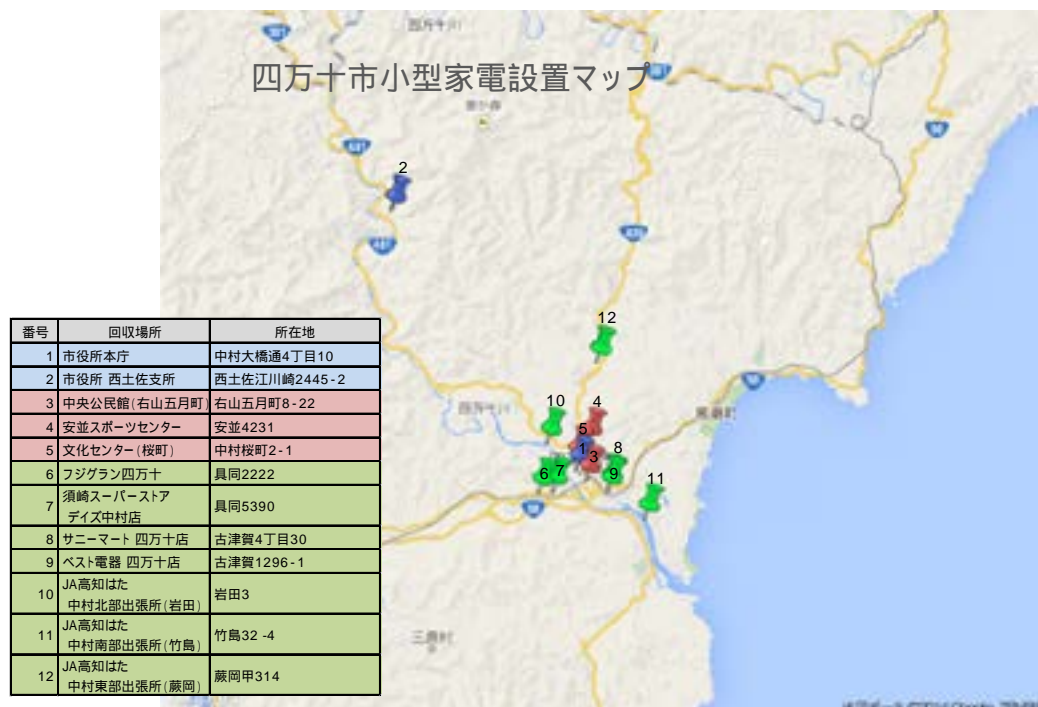 四万十市小型家電設置マップ
381
441
441
439
56
56
56
2
12
10
4
5
1
3
8
6
7
9
11
三原村
番号 回収場所 所在地
1 市役所本庁 中村大橋通4丁目10
2 市役所 西土佐支所 西土佐江川崎2445-2
3 中央公民館(右山五月町) 右山五月町8-22
4 安並スポーツセンター 安並4231
5 文化センター(桜町) 中村桜町2-1
6 フジグラン四万十 具同2222
7 須崎スーパーストア
デイズ中村店 具同5390
8 サニーマート 四万十店 古津賀4丁目30
9 ベスト電器 四万十店 古津賀1296-1
10 JA高知はた
中村北部出張所(岩田) 岩田3
11 JA高知はた
中村南部出張所(竹島) 竹島32 -4
12 JA高知はた
中村東部出張所(蕨岡) 蕨岡甲314